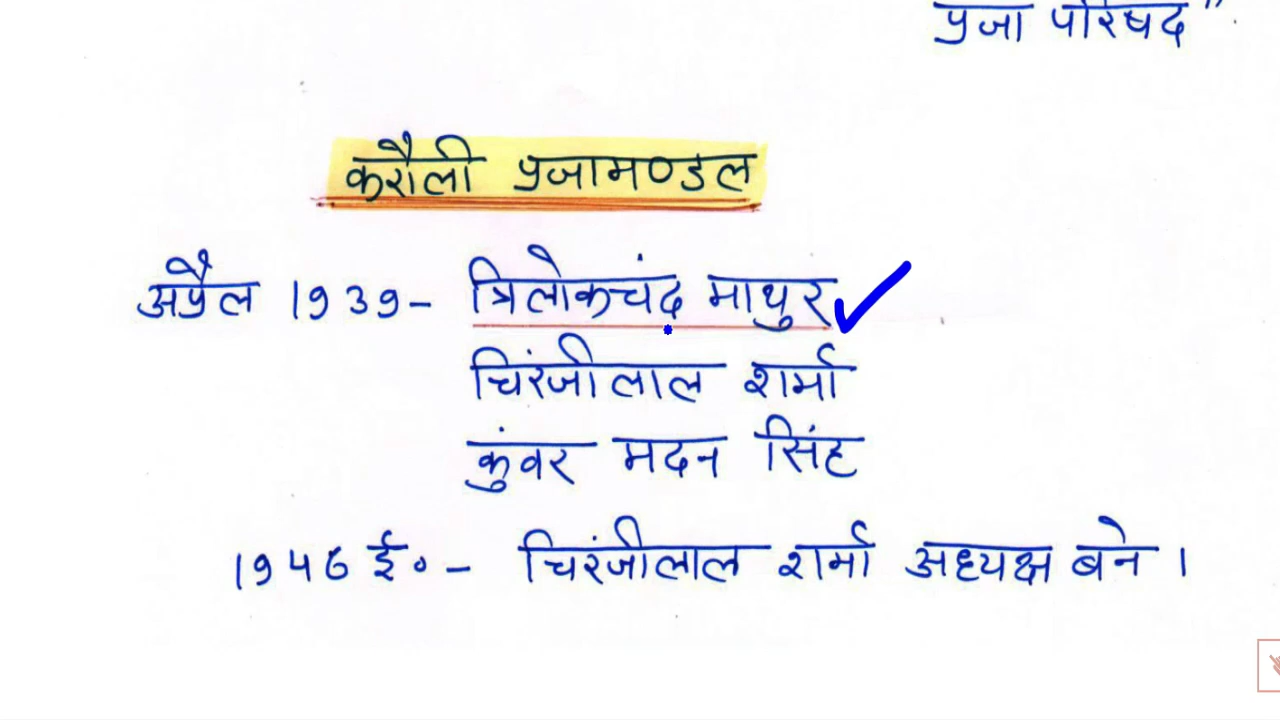 प्रजा परिषद"
करौली प्रजामण्डल
अप्रैल 1939- त्रिलोकचंद माथुर
चिरंजीलाल शर्मा
कुंवर मदन सिंह
1946 ई०- चिरंजीलाल शर्मा अध्यक्ष बने ।